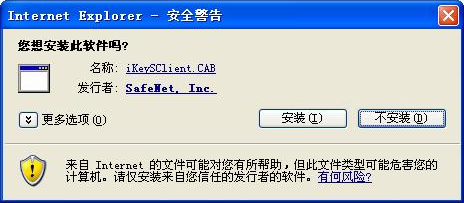 Internet Explorer - 安全警告
您想安装此软件吗?
名称: iKeySClient.CAB
发行者: SafeNet, Inc.
更多选项(O)
安装(I)
不安装(D)
来自 Internet 的文件可能对您有所帮助，但此文件类型可能危害您的
计算机。请仅安装来自您信任的发行者的软件。有何风险?